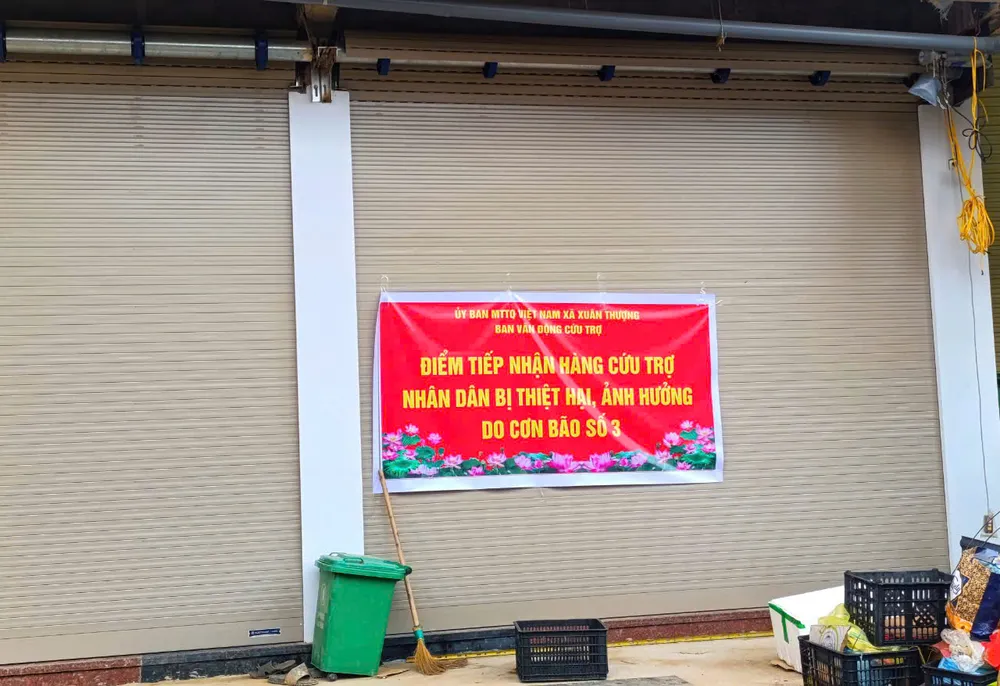 ỦY BAN MTTQ VIỆT NAM XÃ XUÂN THƯỢNG
BAN VẬN ĐỘNG CỨU TRỢ
ĐIỂM TIẾP NHẬN HÀNG CỨU TRỢ
NHÂN DÂN BỊ THIỆT HẠI, ẢNH HƯỞNG
DO CƠN BÃO SỐ 3